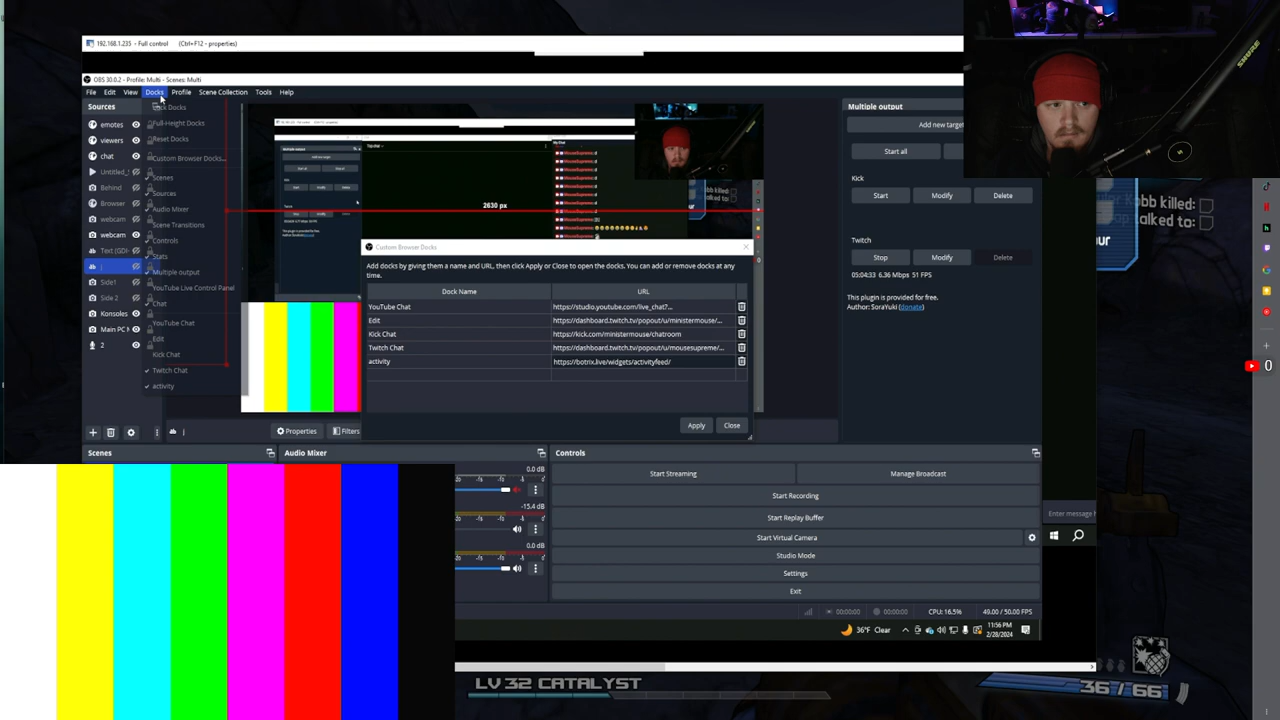 192.168.1.235 - Full control (Ctrl+F12 - properties)
OBS 30.0.2 - Profile: Multi - Scenes: Multi
File Edit View Docks Profile Scene Collection Tools Help
Sources
emotes
viewers
chat
Untitled_
Behind
Browser
webcam
webcam
Text (GDI
Side1
Side 2
Konsoles
Main PC
2
Docks
Full-Height Docks
Reset Docks
Custom Browser Docks...
Scenes
Sources
Audio Mixer
Scene Transitions
Controls
Stats
Multiple output
YouTube Live Control Panel
Chat
YouTube Chat
Edit
Kick Chat
Twitch Chat
activity
2630 px
Custom Browser Docks
Add docks by giving them a name and URL, then click Apply or Close to open the docks. You can add or remove docks at any
time.
Dock Name URL
YouTube Chat https://studio.youtube.com/live_chat?...
Edit https://dashboard.twitch.tv/popout/u/ministermouse/...
Kick Chat https://kick.com/ministermouse/chatroom
Twitch Chat https://dashboard.twitch.tv/popout/u/mousesupreme/...
activity https://botrix.live/widgets/activityfeed/
Apply Close
Properties Filters
Multiple output
Add new target
Start all
Kick
Start Modify Delete
Twitch
Stop Modify Delete
05:04:33 6.36 Mbps 51 FPS
This plugin is provided for free.
Author: SoraYuki (donate)
SHURE
killed:
alked to:
0
Scenes Audio Mixer Controls
0.0 dB
-15.4 dB
0.0 dB
Start Streaming Manage Broadcast
Start Recording
Start Replay Buffer
Start Virtual Camera
Studio Mode
Settings
Exit
00:00:00 00:00:00 CPU: 16.5% 49.00 / 50.00 FPS
Enter message
36°F Clear
11:56 PM
2/28/2024
LV 32 CATALYST
36/66